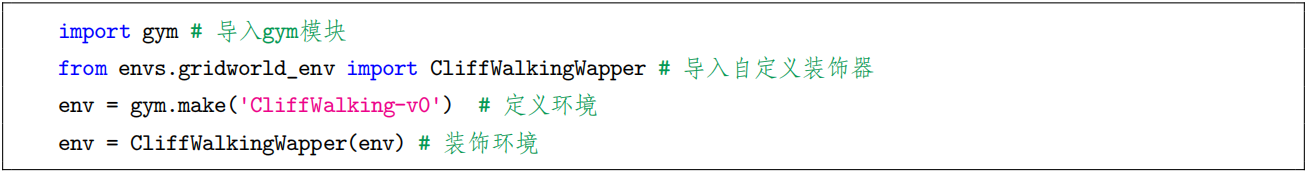 import gym # 导入gym模块
from envs.gridworld_env import CliffWalkingWapper # 导入自定义装饰器
env = gym.make('CliffWalking-v0')  # 定义环境
env = CliffWalkingWapper(env) # 装饰环境